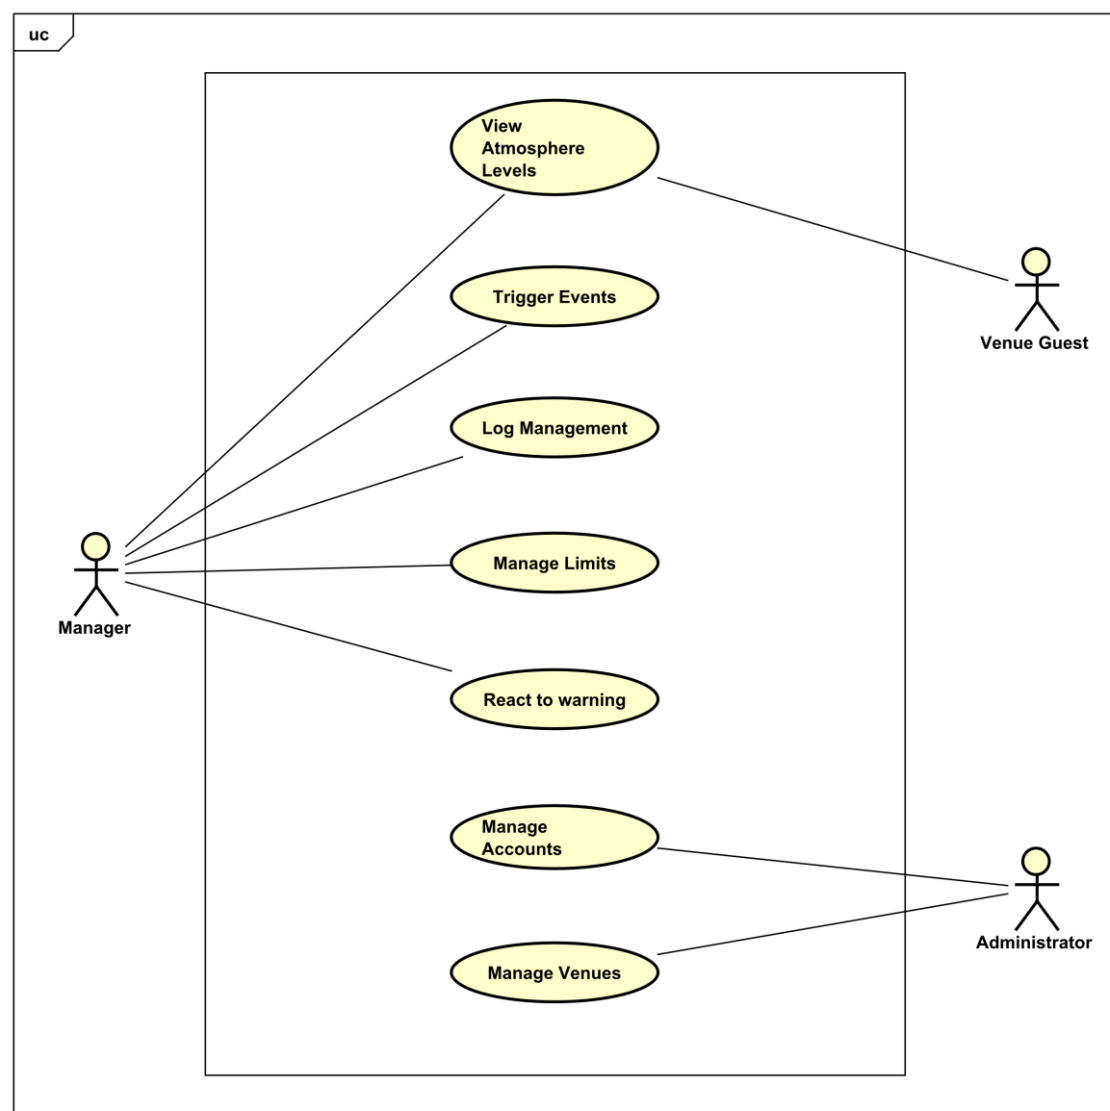 uc
View
Atmosphere
Levels
Trigger Events
Venue Guest
Log Management
Manage Limits
Manager
React to warning
Manage
Accounts
Administrator
Manage Venues